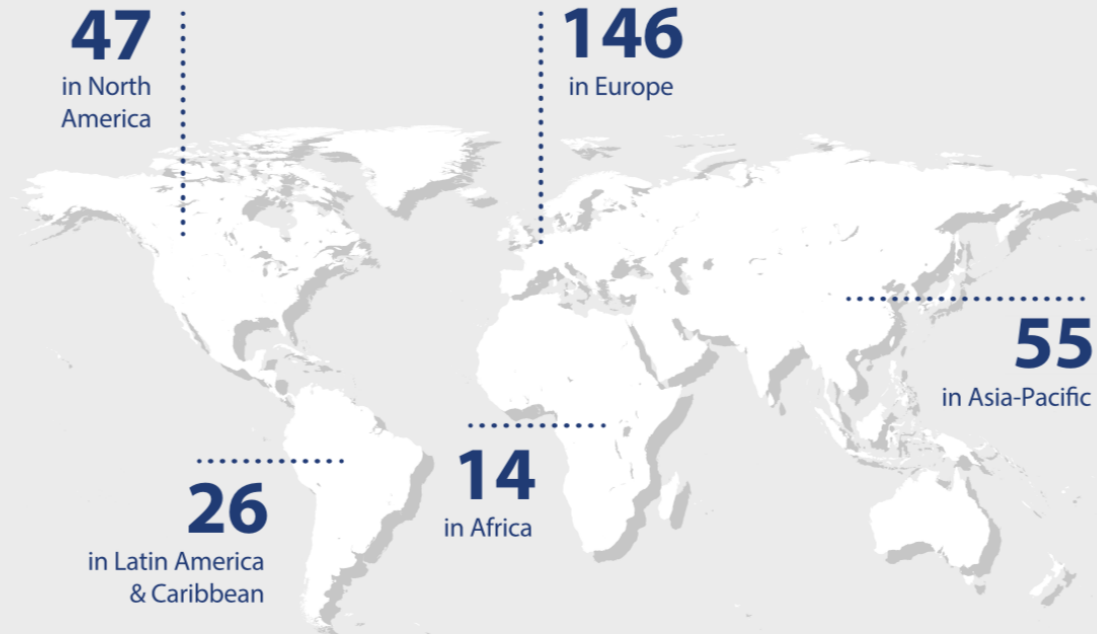 47
in North
America
146
in Europe
55
in Asia-Pacific
14
in Africa
26
in Latin America
& Caribbean